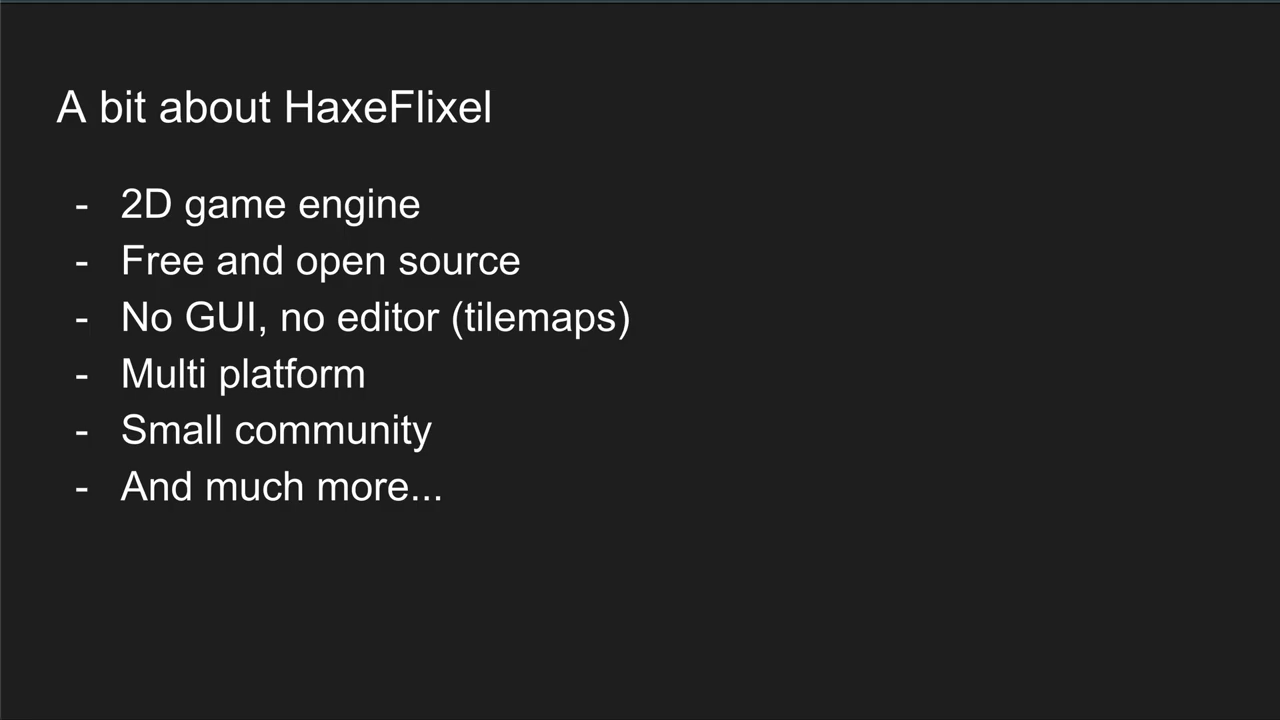 A bit about HaxeFlixel
- 2D game engine
- Free and open source
- No GUI, no editor (tilemaps)
- Multi platform
- Small community
- And much more...